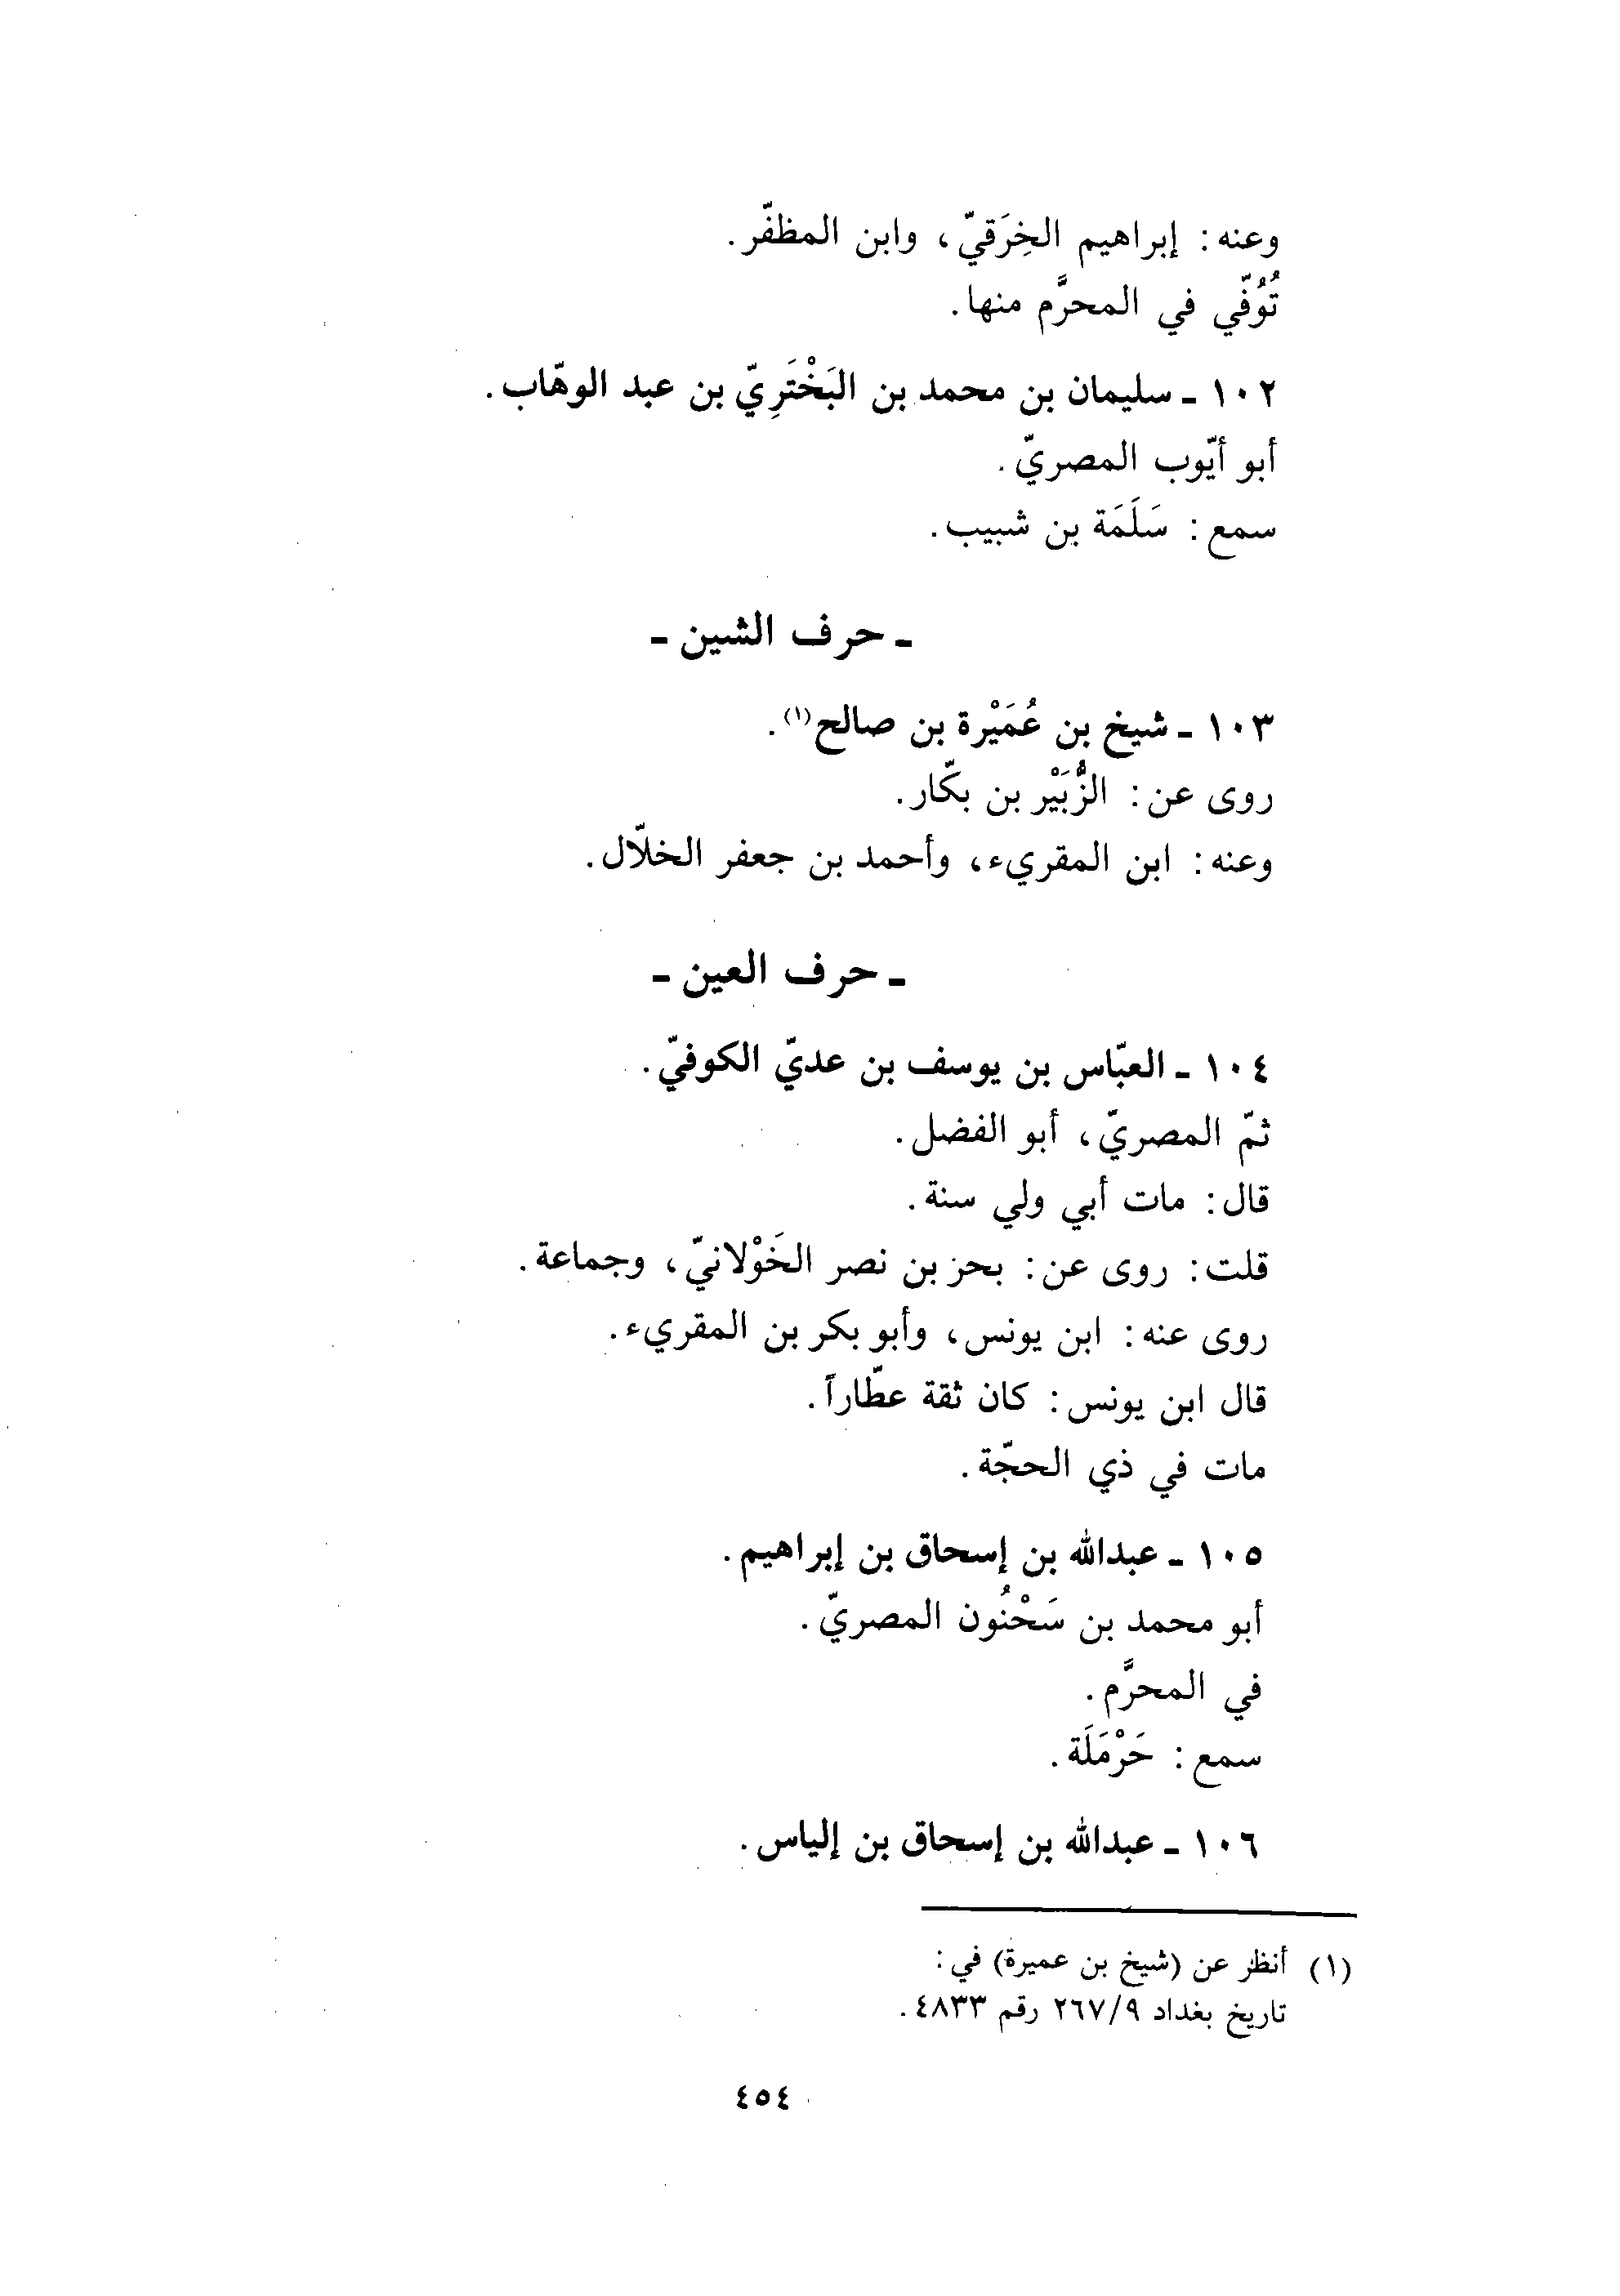 وعنه: إبراهيم الخِرَقيّ، وابن المظفّر.
تُوُفّي في المحرَّم منها.
١٠٢ ـ سليمان بن محمد بن البَخْتَرِيّ بن عبد الوهّاب.
أبو أيّوب المصريّ.
سمع: سَلَمَة بن شبيب.
ـ حرف الشين ـ
١٠٣ ـ شيخ بن عُمَيْرة بن صالح(١).
روى عن: الزُّبَيْر بن بكّار.
وعنه: ابن المقريء، وأحمد بن جعفر الخلّال.
ـ حرف العين ـ
١٠٤ ـ العبّاس بن يوسف بن عديّ الكوفيّ.
ثمّ المصريّ، أبو الفضل.
قال: مات أبي ولي سنة.
قلت: روى عن: بحز بن نصر الخَوْلانيّ، وجماعة.
روى عنه: ابن يونس، وأبو بكر بن المقريء.
قال ابن يونس: كان ثقة عطّاراً.
مات في ذي الحجّة.
١٠٥ ـ عبدالله بن إسحاق بن إبراهيم.
أبو محمد بن سَحْنُون المصريّ.
في المحرَّم.
سمع: حَرْمَلَة.
١٠٦ ـ عبدالله بن إسحاق بن إلياس.
(١) أنظر عن (شيخ بن عميرة) في:
تاريخ بغداد ٢٦٧/٩ رقم ٤٨٣٣.
٤٥٤